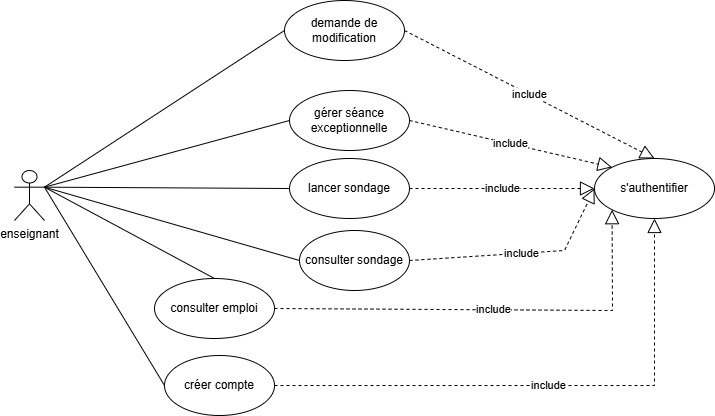 demande de
modification
include
gérer séance
exceptionnelle
include
lancer sondage
include
s'authentifier
enseignant
consulter sondage
include
consulter emploi
include
créer compte
include